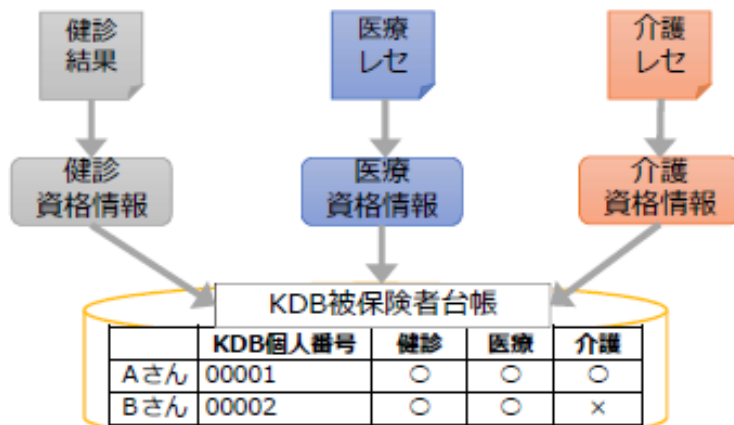 健診
結果
医療
レセ
介護
レセ
健診
資格情報
医療
資格情報
介護
資格情報
KDB被保険者台帳
KDB個人番号 健診 医療 介護
Aさん 00001 ○ ○ ○
Bさん 00002 ○ ○ ×